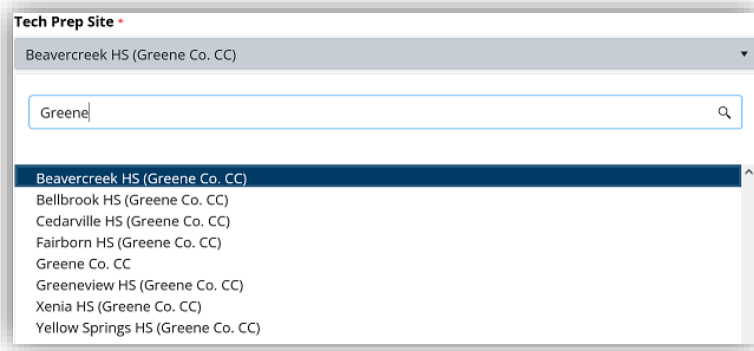 Tech Prep Site *
Beavercreek HS (Greene Co. CC)
Greene
Beavercreek HS (Greene Co. CC)
Bellbrook HS (Greene Co. CC)
Cedarville HS (Greene Co. CC)
Fairborn HS (Greene Co. CC)
Greene Co. CC
Greeneview HS (Greene Co. CC)
Xenia HS (Greene Co. CC)
Yellow Springs HS (Greene Co. CC)